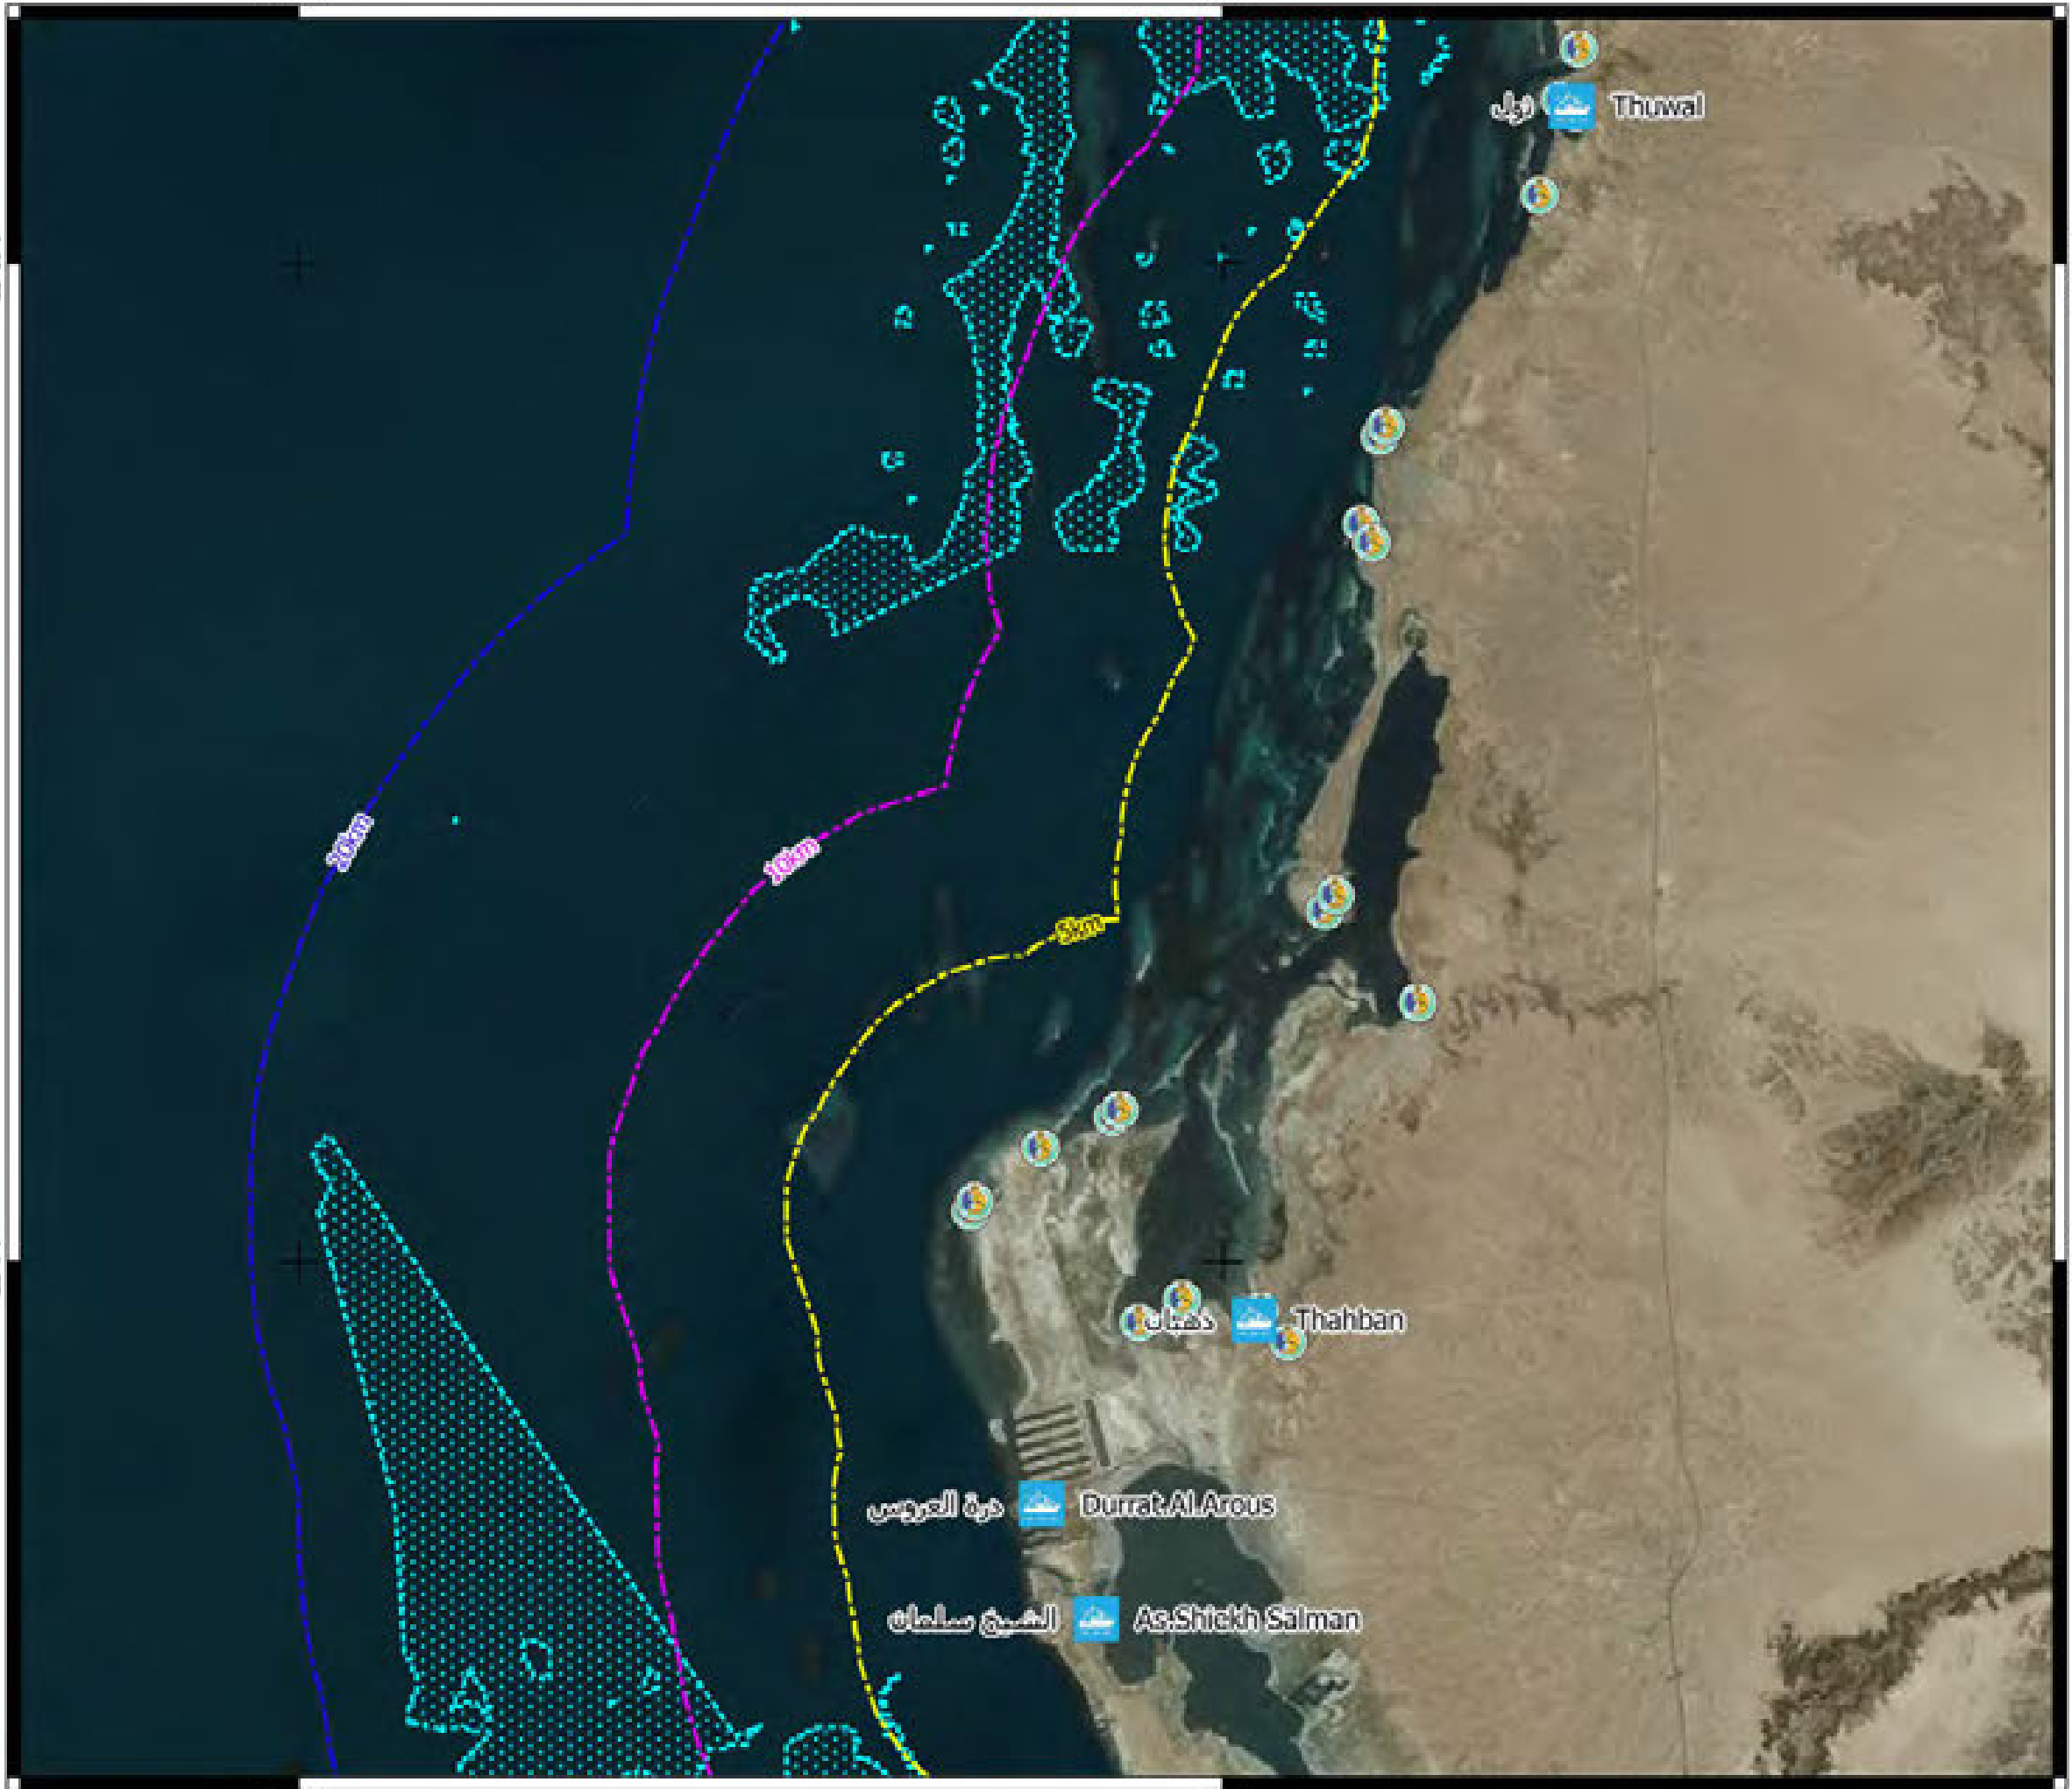 ثول Thuwal
20km
10km
5km
ذهبان Thahban
درة العروس Durrat.Al.Arous
الشيخ سلمان As.Shiekh Salman